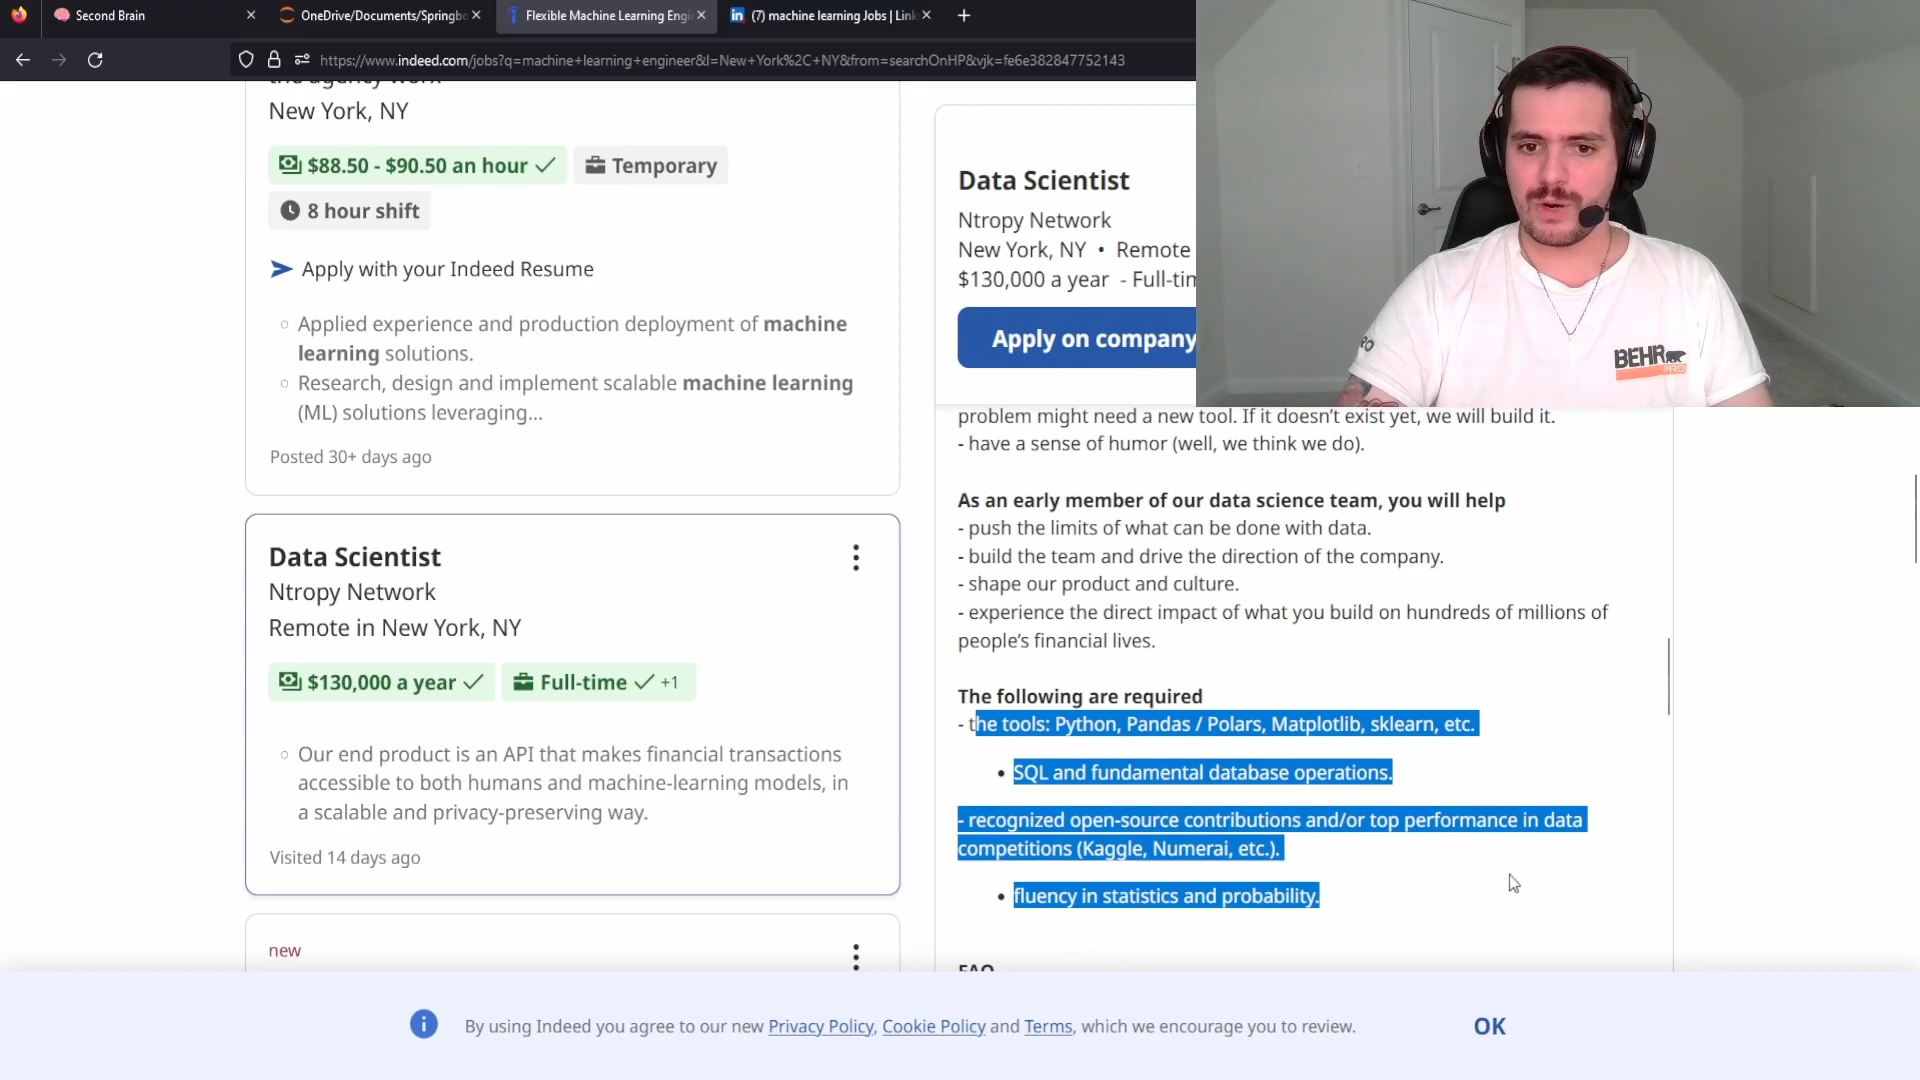 Second Brain
OneDrive/Documents/Springbo
Flexible Machine Learning Engi
(7) machine learning Jobs | Link
https://www.indeed.com/jobs?q=machine+learning+engineer&l=New+York%2C+NY&from=searchOnHP&vjk=fe6e382847752143
the agency worx
New York, NY
$88.50 - $90.50 an hour
Temporary
8 hour shift
Apply with your Indeed Resume
Applied experience and production deployment of machine
learning solutions.
Research, design and implement scalable machine learning
(ML) solutions leveraging…
Posted 30+ days ago
Data Scientist
Ntropy Network
Remote in New York, NY
$130,000 a year
Full-time
+1
Our end product is an API that makes financial transactions
accessible to both humans and machine-learning models, in
a scalable and privacy-preserving way.
Visited 14 days ago
new
Data Scientist
Ntropy Network
New York, NY • Remote
$130,000 a year - Full-tim
Apply on company
problem might need a new tool. If it doesn’t exist yet, we will build it.
- have a sense of humor (well, we think we do).
As an early member of our data science team, you will help
- push the limits of what can be done with data.
- build the team and drive the direction of the company.
- shape our product and culture.
- experience the direct impact of what you build on hundreds of millions of
people’s financial lives.
The following are required
- the tools: Python, Pandas / Polars, Matplotlib, sklearn, etc.
• SQL and fundamental database operations.
- recognized open-source contributions and/or top performance in data
competitions (Kaggle, Numerai, etc.).
• fluency in statistics and probability.
FAQ
BEHR
PRO
By using Indeed you agree to our new Privacy Policy, Cookie Policy and Terms, which we encourage you to review.
OK